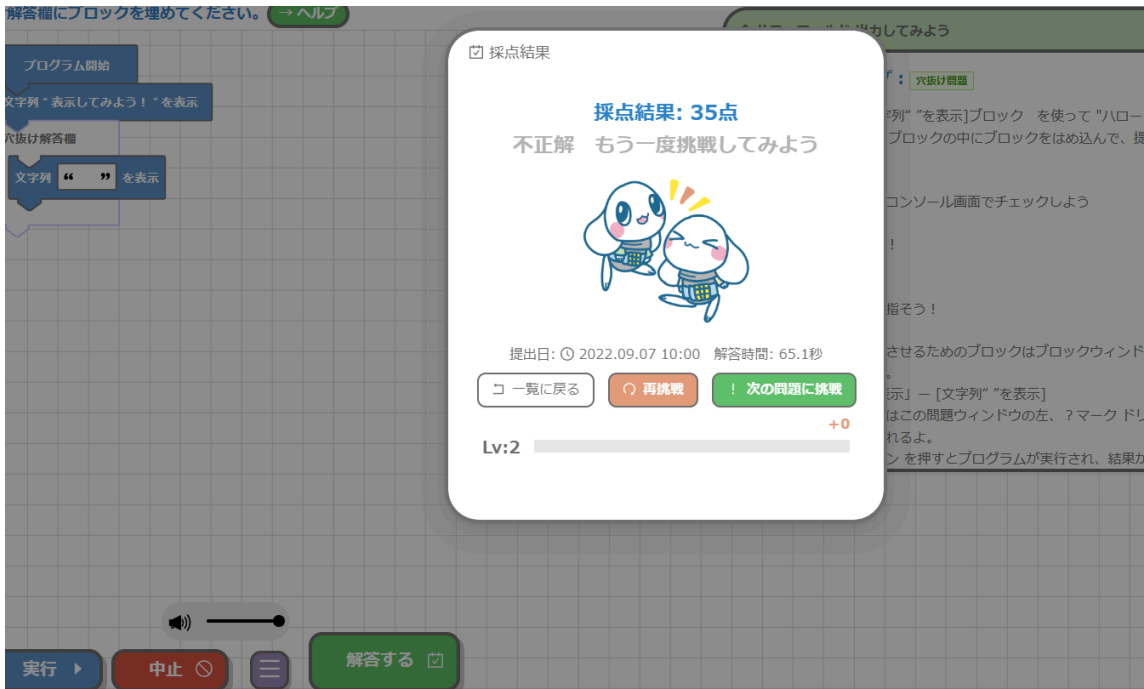 解答欄にブロックを埋めてください。
→ ヘルプ
プログラム開始
文字列 “ 表示してみよう！ ” を表示
穴抜け解答欄
文字列 “ ” を表示
採点結果
採点結果: 35点
不正解 もう一度挑戦してみよう
提出日: 2022.09.07 10:00 解答時間: 65.1秒
一覧に戻る
再挑戦
! 次の問題に挑戦
+0
Lv:2
力してみよう
: 穴抜け問題
列“ ”を表示]ブロック を使って "ハロー
ブロックの中にブロックをはめ込んで、提
コンソール画面でチェックしよう
！
指そう！
させるためのブロックはブロックウィンド
。
示」ー [文字列“ ”を表示]
はこの問題ウィンドウの左、？マーク ドリ
れるよ。
ン を押すとプログラムが実行され、結果か
実行
中止
解答する